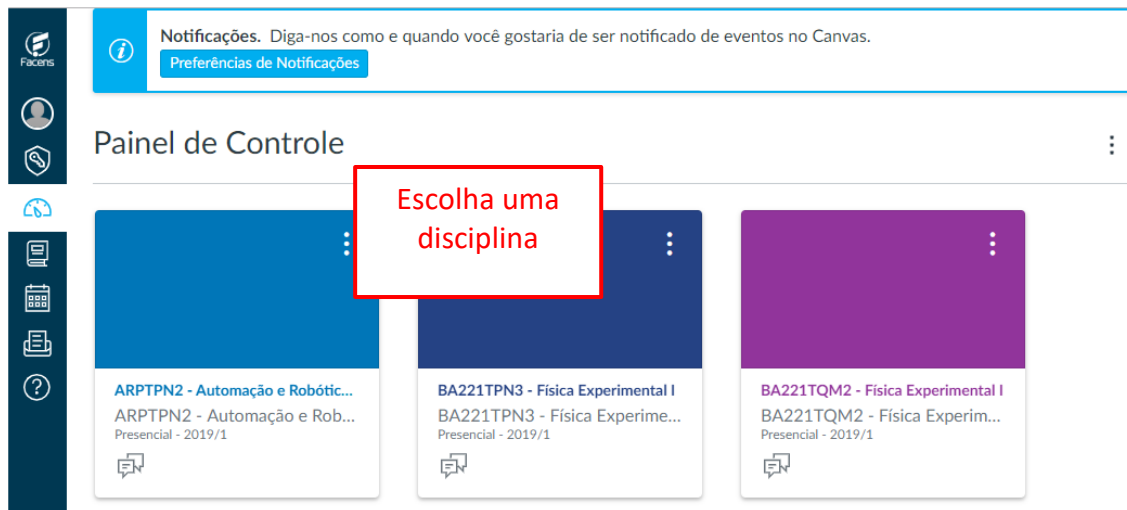 Facens
Notificações. Diga-nos como e quando você gostaria de ser notificado de eventos no Canvas.
Preferências de Notificações
Painel de Controle
Escolha uma
disciplina
ARPTPN2 - Automação e Robótic...
ARPTPN2 - Automação e Rob...
Presencial - 2019/1
BA221TPN3 - Física Experimental I
BA221TPN3 - Física Experime...
Presencial - 2019/1
BA221TQM2 - Física Experimental I
BA221TQM2 - Física Experim...
Presencial - 2019/1